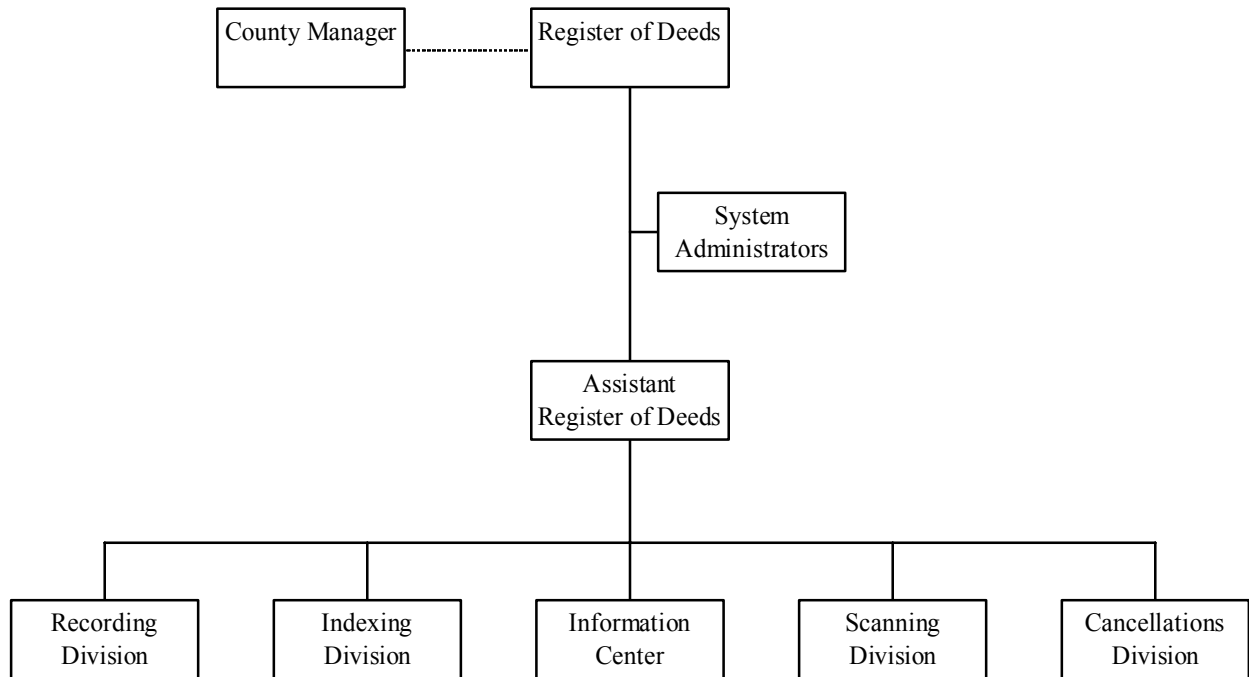 County Manager
Register of Deeds
System
Administrators
Assistant
Register of Deeds
Recording
Division
Indexing
Division
Information
Center
Scanning
Division
Cancellations
Division